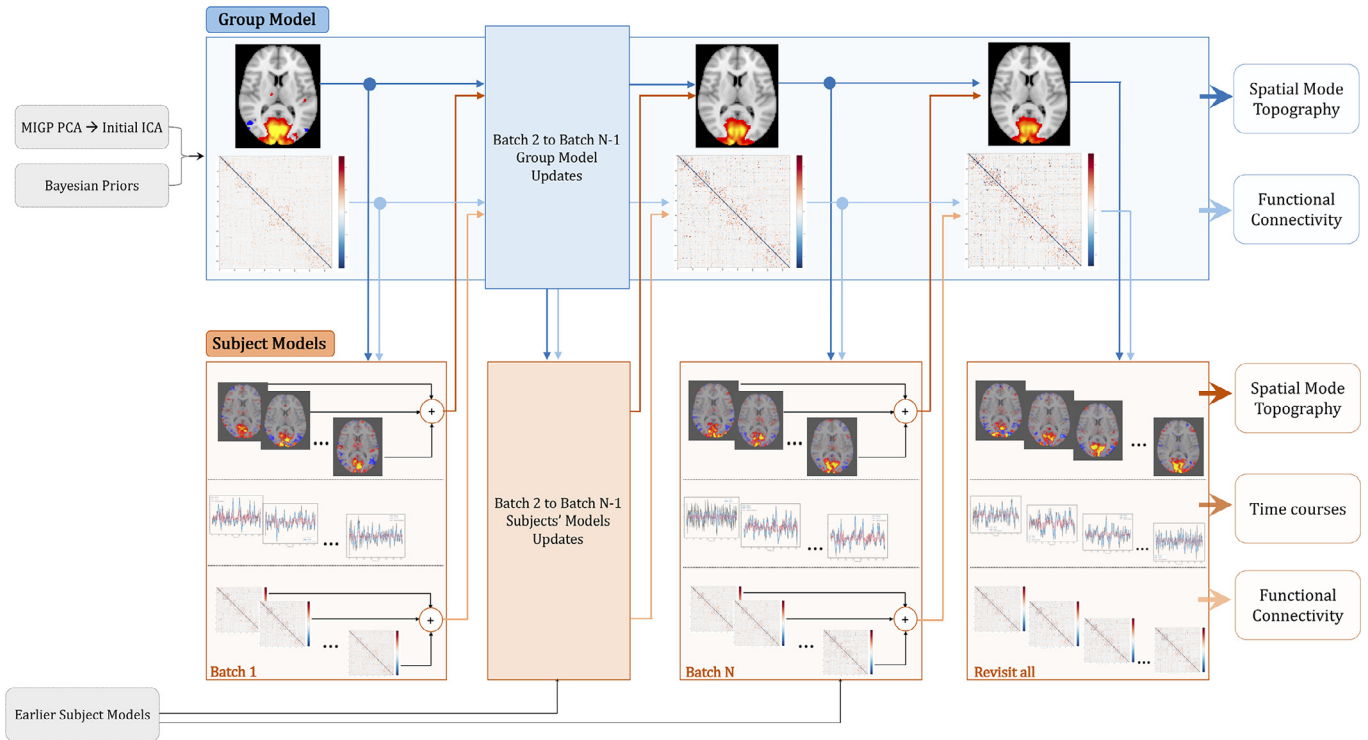 Group Model
MIGP PCA → Initial ICA
Bayesian Priors
Batch 2 to Batch N-1
Group Model
Updates
Spatial Mode
Topography
Functional
Connectivity
Subject Models
+
+
Batch 2 to Batch N-1
Subjects' Models
Updates
+
+
Spatial Mode
Topography
Time courses
Functional
Connectivity
Batch 1
Batch N
Revisit all
Earlier Subject Models